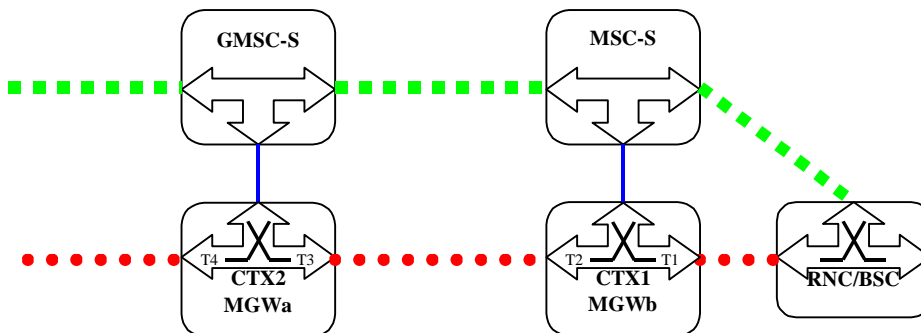 GMSC-S
MSC-S
T4
T3
T2
T1
CTX2
CTX1
RNC/BSC
MGWa
MGWb